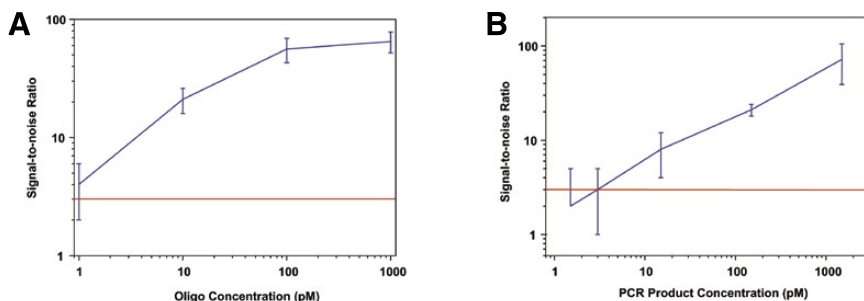 A
Signal-to-noise Ratio
100
10
1
1 10 100 1000
Oligo Concentration (pM)
B
Signal-to-noise Ratio
100
10
1
1 10 100 1000
PCR Product Concentration (pM)